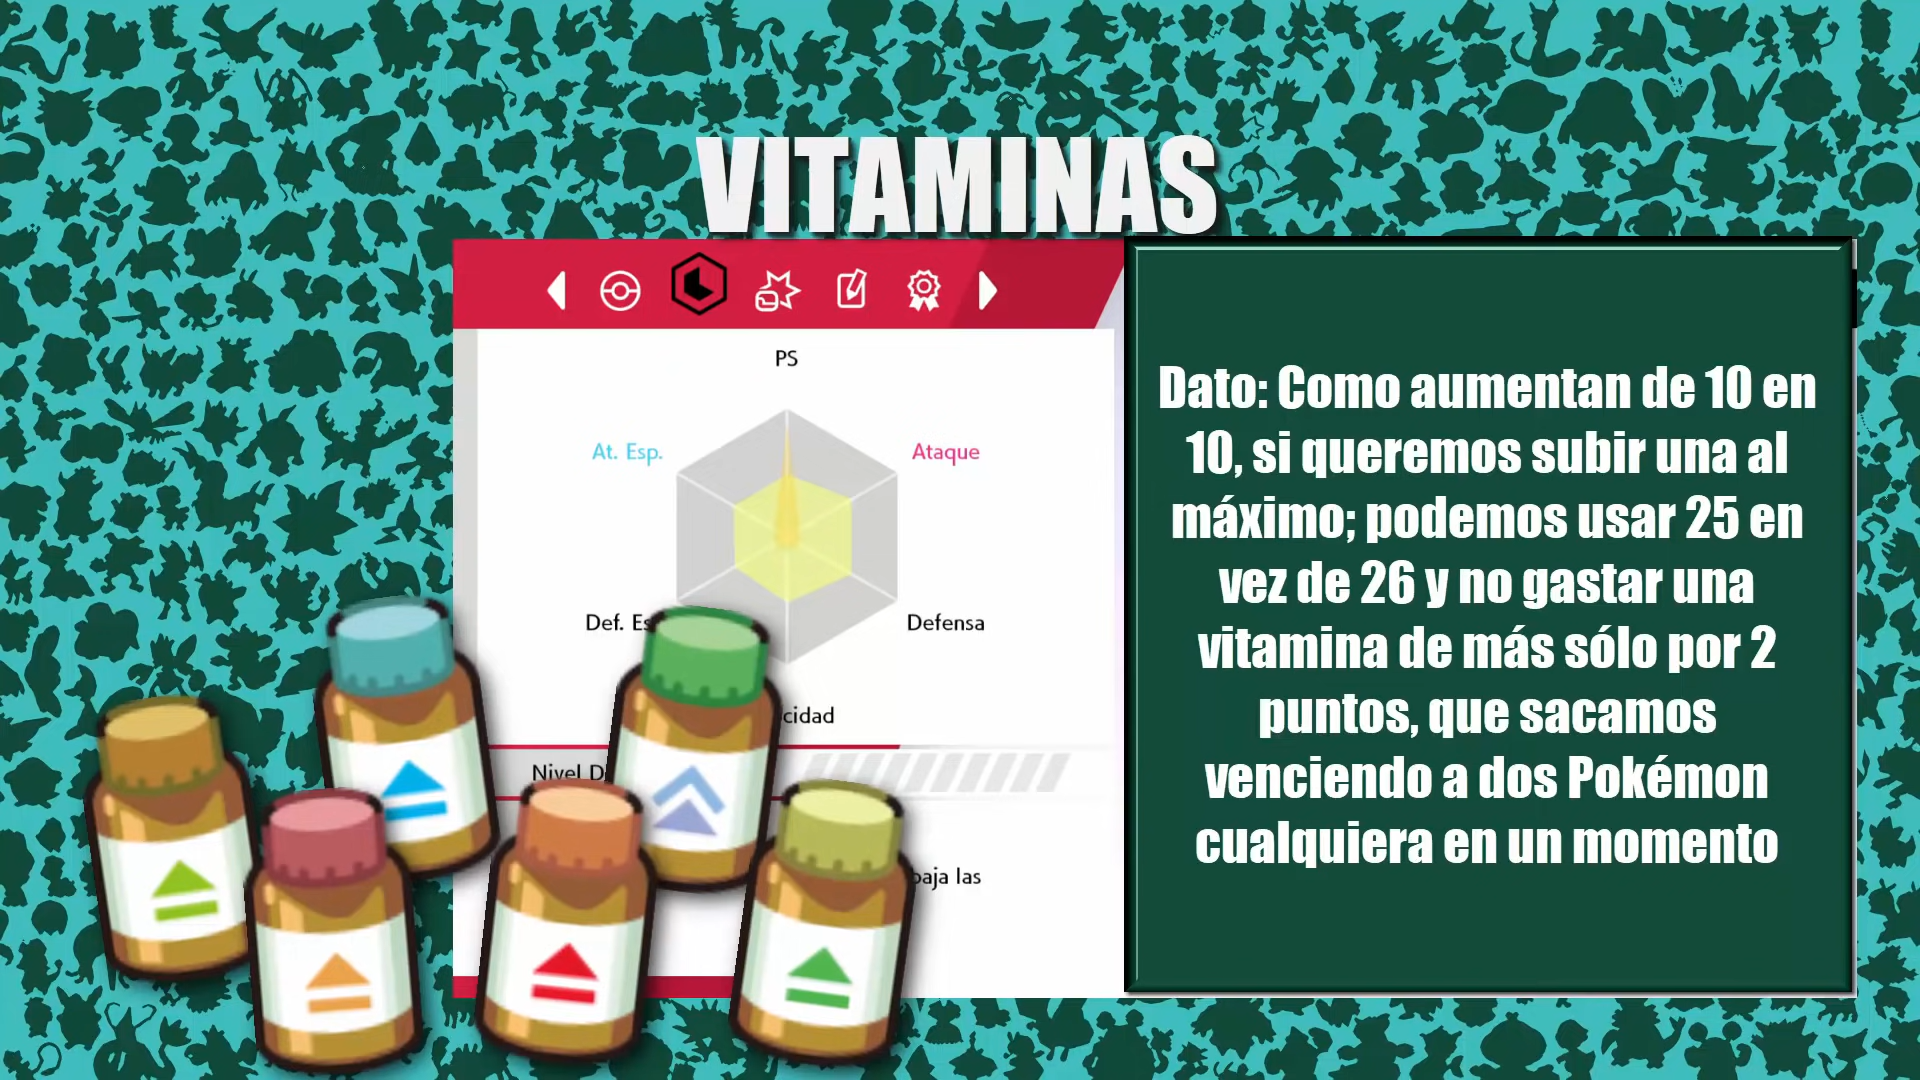 VITAMINAS
PS
At. Esp.
Ataque
Defensa
Dato: Como aumentan de 10 en
10, si queremos subir una al
máximo; podemos usar 25 en
vez de 26 y no gastar una
vitamina de más sólo por 2
puntos, que sacamos
venciendo a dos Pokémon
cualquiera en un momento
Def. Es
cidad
Nivel D
baja las